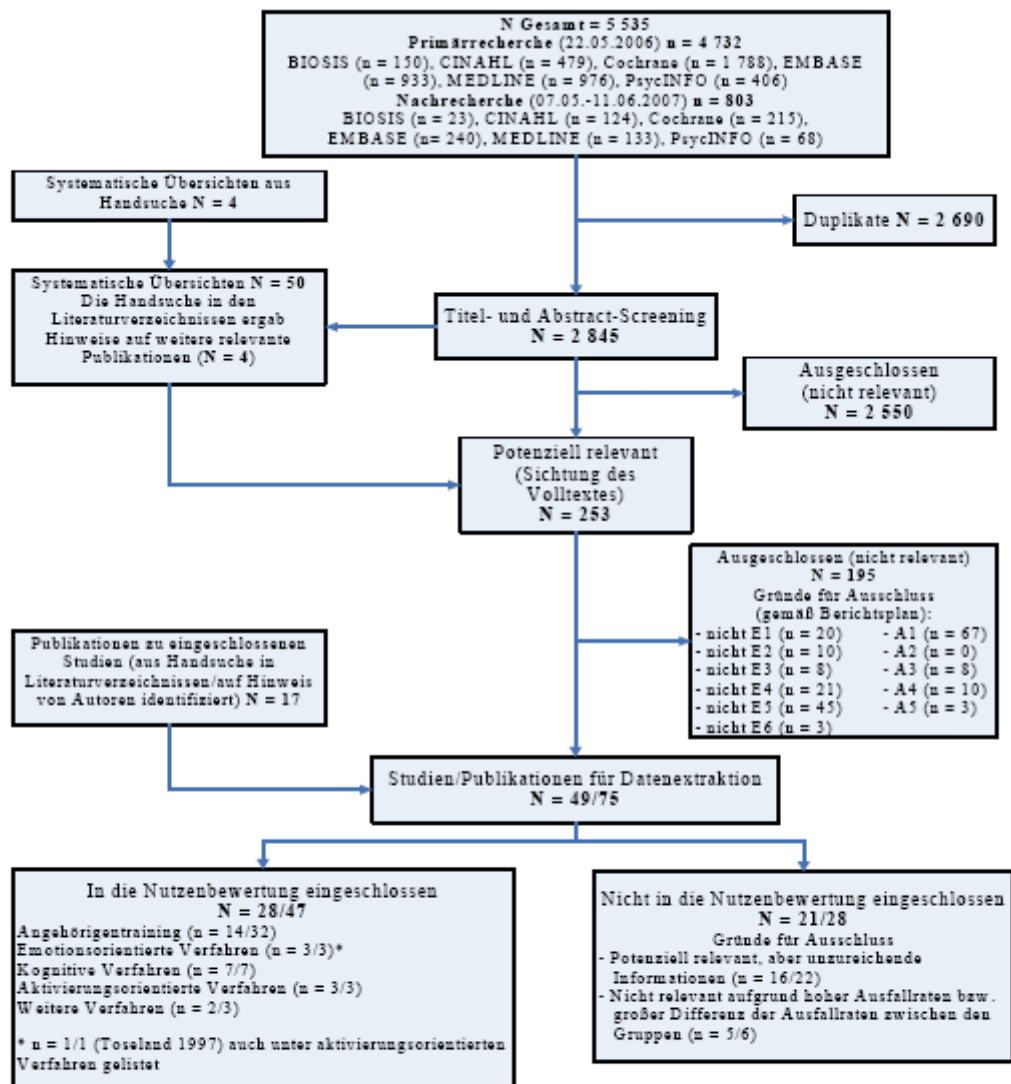 N Gesamt = 5 535
Primärrecherche (22.05.2006) n = 4 732
BIOSIS (n = 150), CINAHL (n = 479), Cochrane (n = 1 788), EMBASE
(n = 933), MEDLINE (n = 976), PsycINFO (n = 406)
Nachrecherche (07.05.-11.06.2007) n = 803
BIOSIS (n = 23), CINAHL (n = 124), Cochrane (n = 215),
EMBASE (n= 240), MEDLINE (n = 133), PsycINFO (n = 68)
Systematische Übersichten aus
Handsuche N = 4
Duplikate N = 2 690
Systematische Übersichten N = 50
Die Handsuche in den
Literaturverzeichnissen ergab
Hinweise auf weitere relevante
Publikationen (N = 4)
Titel- und Abstract-Screening
N = 2 845
Ausgeschlossen
(nicht relevant)
N = 2 550
Potenziell relevant
(Sichtung des
Volltextes)
N = 253
Ausgeschlossen (nicht relevant)
N = 195
Gründe für Ausschluss
(gemäß Berichtsplan):
- nicht E1 (n = 20) - A1 (n = 67)
- nicht E2 (n = 10) - A2 (n = 0)
- nicht E3 (n = 8) - A3 (n = 8)
- nicht E4 (n = 21) - A4 (n = 10)
- nicht E5 (n = 45) - A5 (n = 3)
- nicht E6 (n = 3)
Publikationen zu eingeschlossenen
Studien (aus Handsuche in
Literaturverzeichnissen/auf Hinweis
von Autoren identifiziert) N = 17
Studien/Publikationen für Datenextraktion
N = 49/75
In die Nutzenbewertung eingeschlossen
N = 28/47
Angehörigentraining (n = 14/32)
Emotionsorientierte Verfahren (n = 3/3)*
Kognitive Verfahren (n = 7/7)
Aktivierungsorientierte Verfahren (n = 3/3)
Weitere Verfahren (n = 2/3)
* n = 1/1 (Toseland 1997) auch unter aktivierungsorientierten
Verfahren gelistet
Nicht in die Nutzenbewertung eingeschlossen
N = 21/28
Gründe für Ausschluss
- Potenziell relevant, aber unzureichende
Informationen (n = 16/22)
- Nicht relevant aufgrund hoher Ausfallraten bzw.
großer Differenz der Ausfallraten zwischen den
Gruppen (n = 5/6)